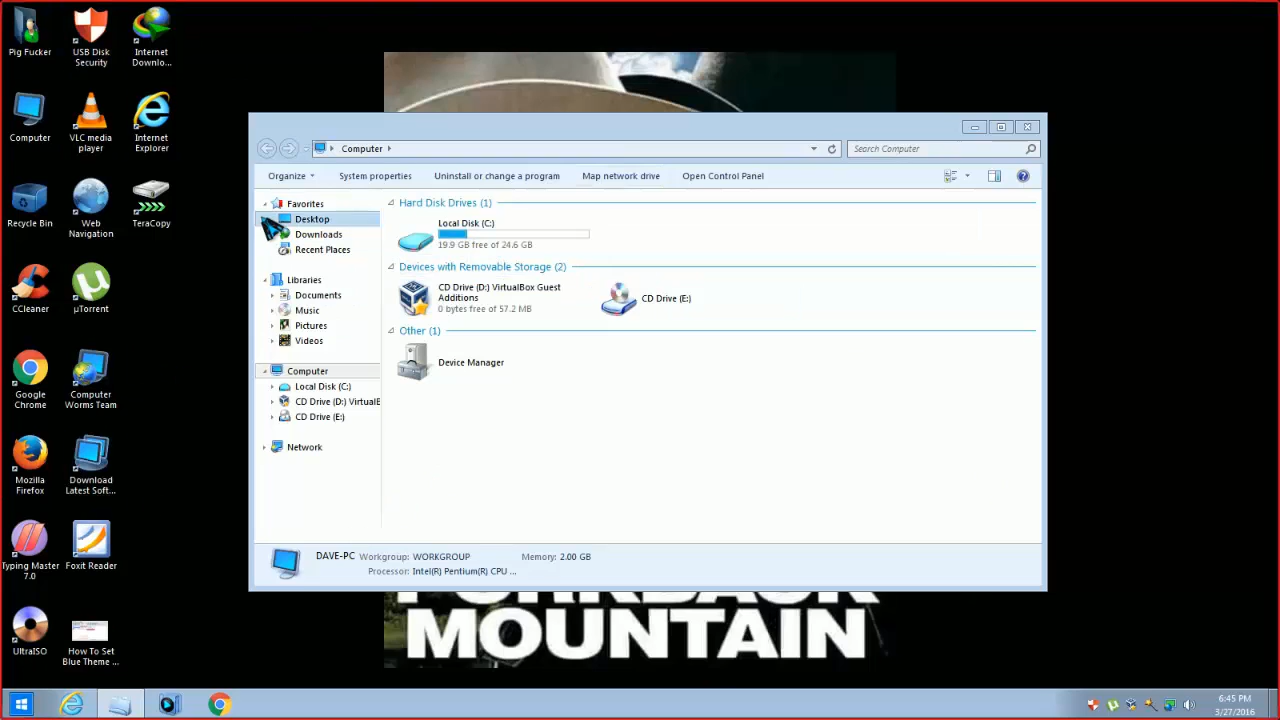 Pig Fucker
USB Disk
Security
Internet
Downlo...
Computer
VLC media
player
Internet
Explorer
Recycle Bin
Web
Navigation
TeraCopy
CCleaner
µTorrent
Google
Chrome
Computer
Worms Team
Mozilla
Firefox
Download
Latest Soft...
Typing Master
7.0
Foxit Reader
UltraISO
How To Set
Blue Theme ...
Computer
Search Computer
Organize
System properties
Uninstall or change a program
Map network drive
Open Control Panel
Favorites
Desktop
Downloads
Recent Places
Libraries
Documents
Music
Pictures
Videos
Computer
Local Disk (C:)
CD Drive (D:) VirtualB
CD Drive (E:)
Network
Hard Disk Drives (1)
Local Disk (C:)
19.9 GB free of 24.6 GB
Devices with Removable Storage (2)
CD Drive (D:) VirtualBox Guest
Additions
0 bytes free of 57.2 MB
CD Drive (E:)
Other (1)
Device Manager
DAVE-PC Workgroup: WORKGROUP Memory: 2.00 GB
Processor: Intel(R) Pentium(R) CPU ...
MOUNTAIN
6:45 PM
3/27/2016